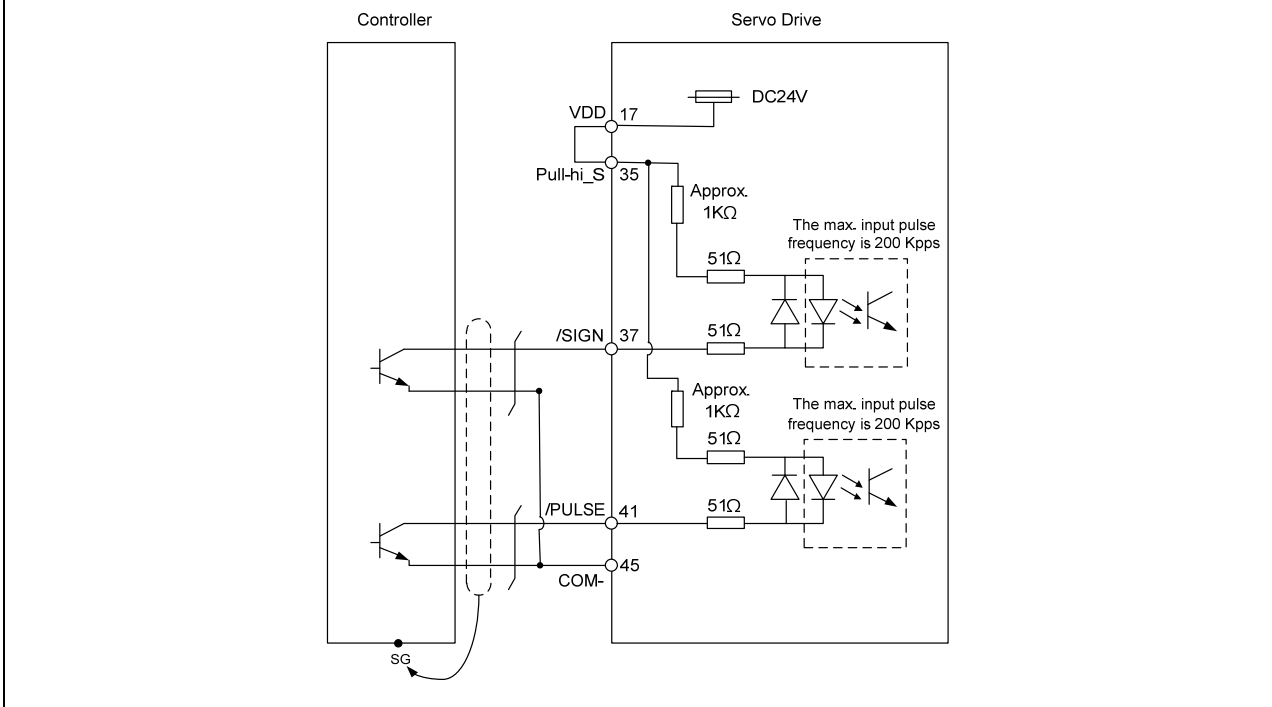 Controller
Servo Drive
DC24V
VDD
17
Pull-hi_S
35
Approx.
1KΩ
The max. input pulse
frequency is 200 Kpps
51Ω
/SIGN
37
51Ω
Approx.
1KΩ
The max. input pulse
frequency is 200 Kpps
51Ω
/PULSE
41
51Ω
45
COM-
SG